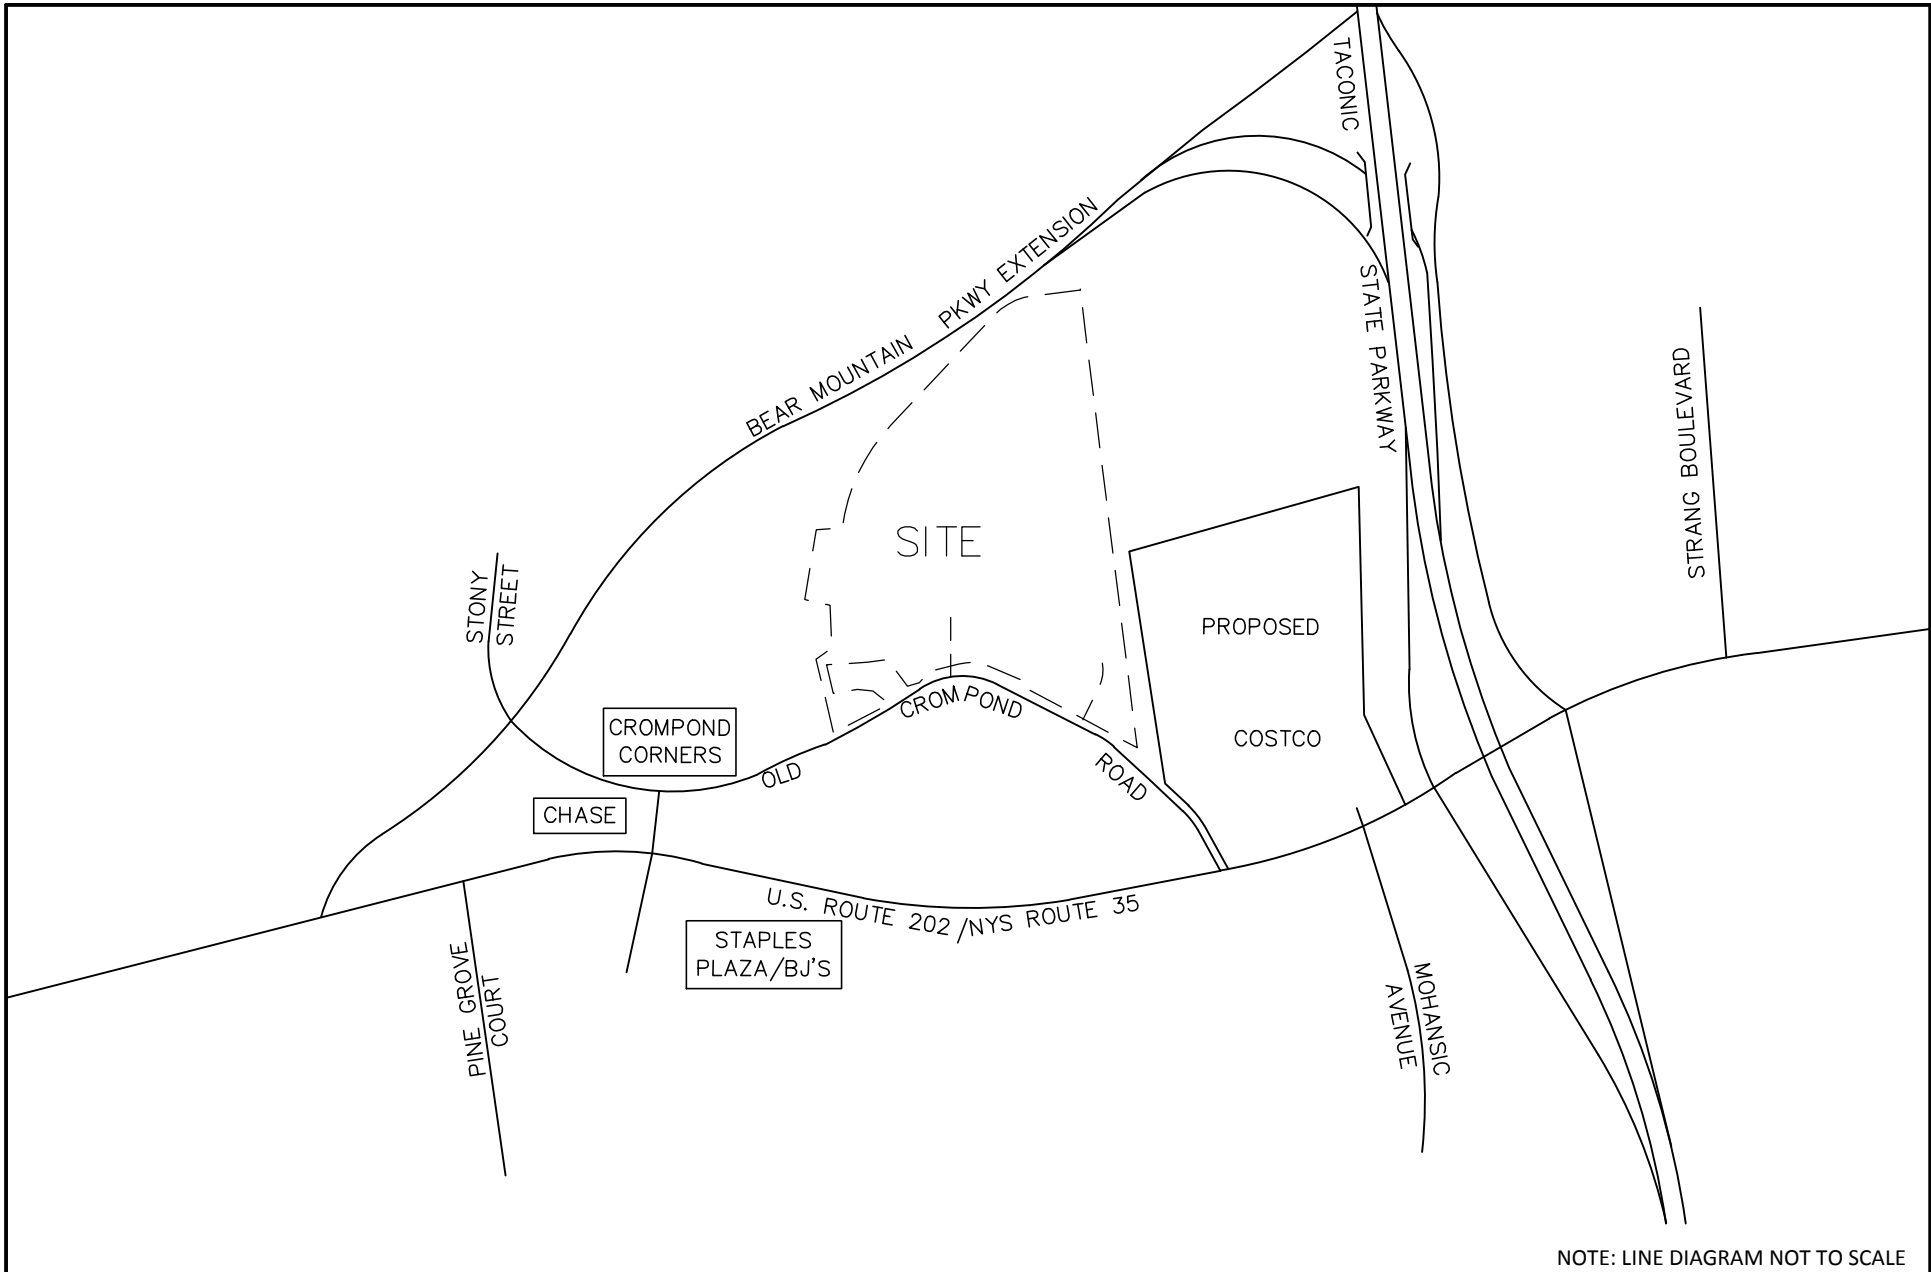 TACONIC
STATE PARKWAY
BEAR MOUNTAIN PKWY EXTENSION
STRANG BOULEVARD
SITE
STONY
STREET
PROPOSED
COSTCO
CROMPOND
CORNERS
CHASE
OLD CROMPOND ROAD
U.S. ROUTE 202/NYS ROUTE 35
STAPLES
PLAZA/BJ'S
PINE GROVE
COURT
MOHANSIC
AVENUE
NOTE: LINE DIAGRAM NOT TO SCALE